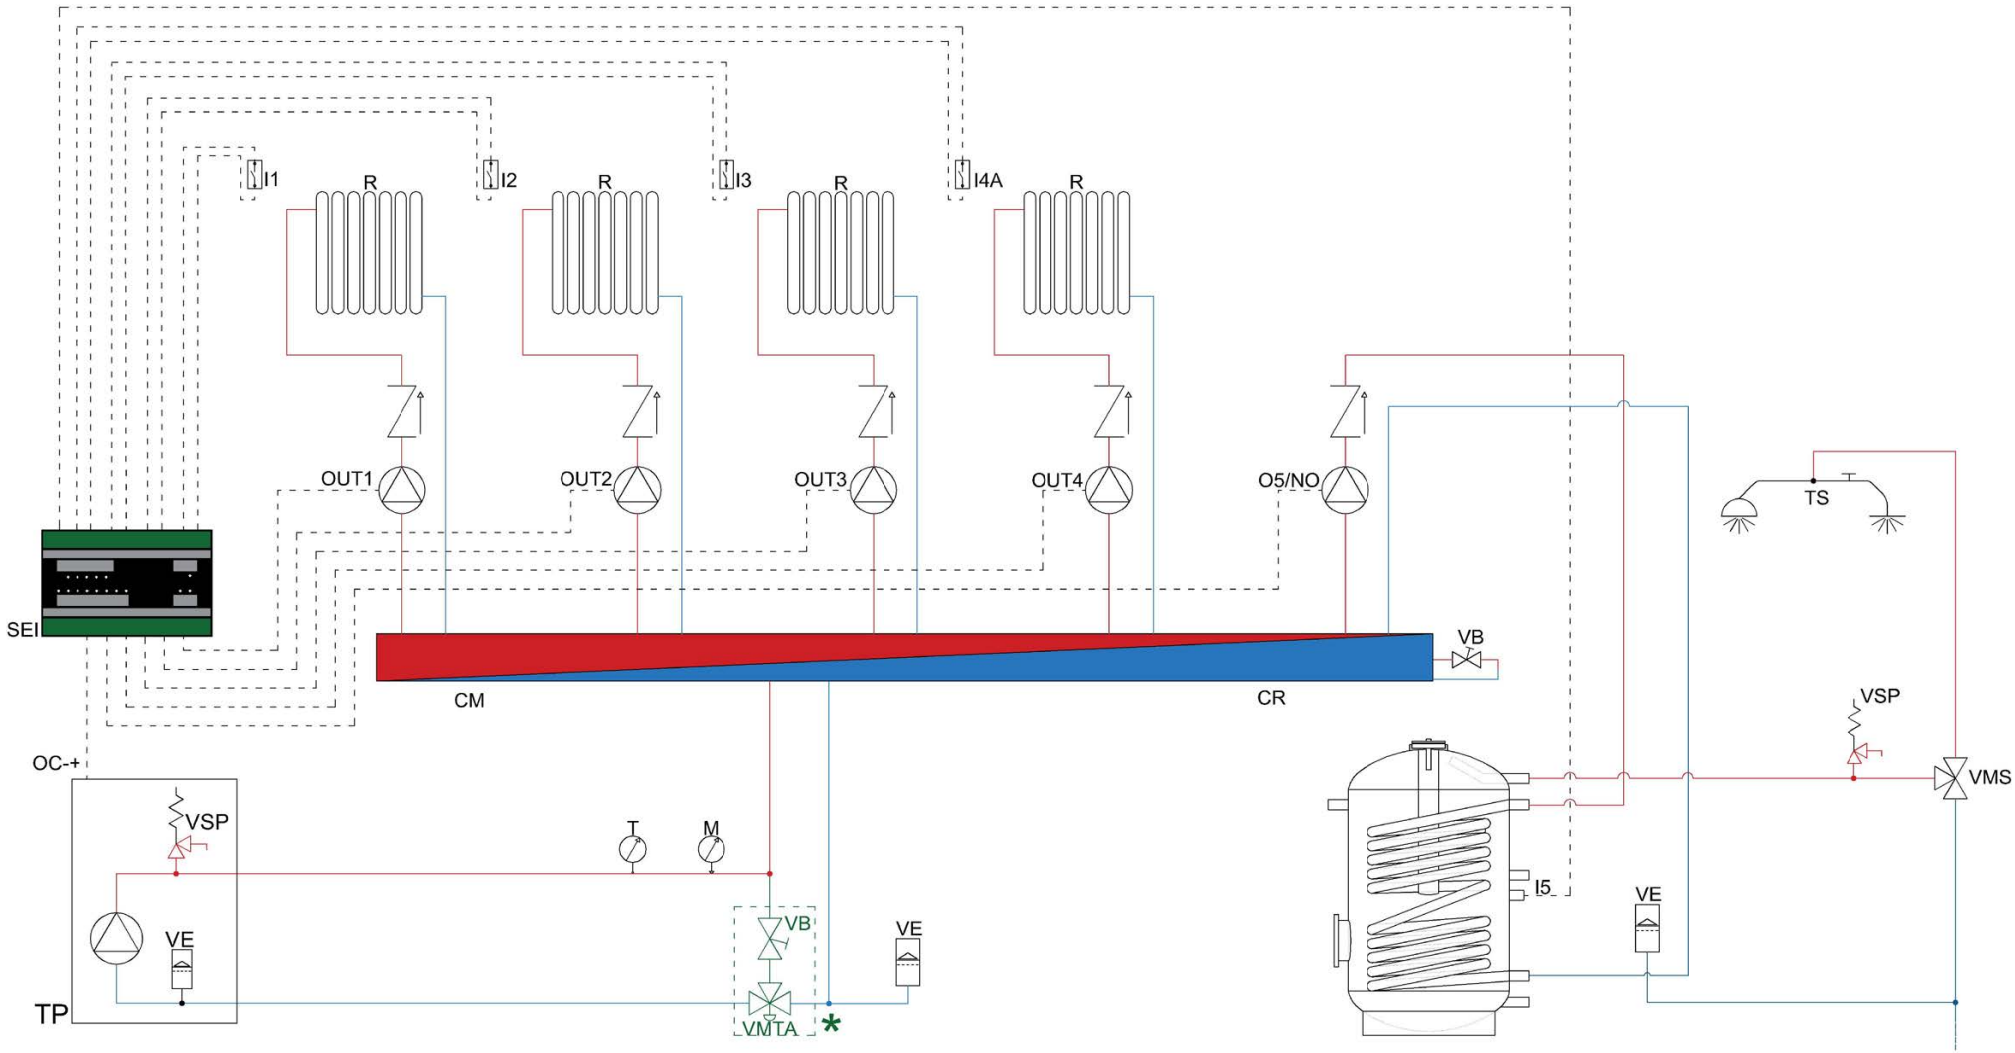 I1
I2
I3
I4A
R
R
R
R
OUT1
OUT2
OUT3
OUT4
O5/NO
TS
SEI
VB
CM
CR
VSP
OC-+
VMS
VSP
T
M
I5
VE
VB
VE
VE
TP
VMTA
*